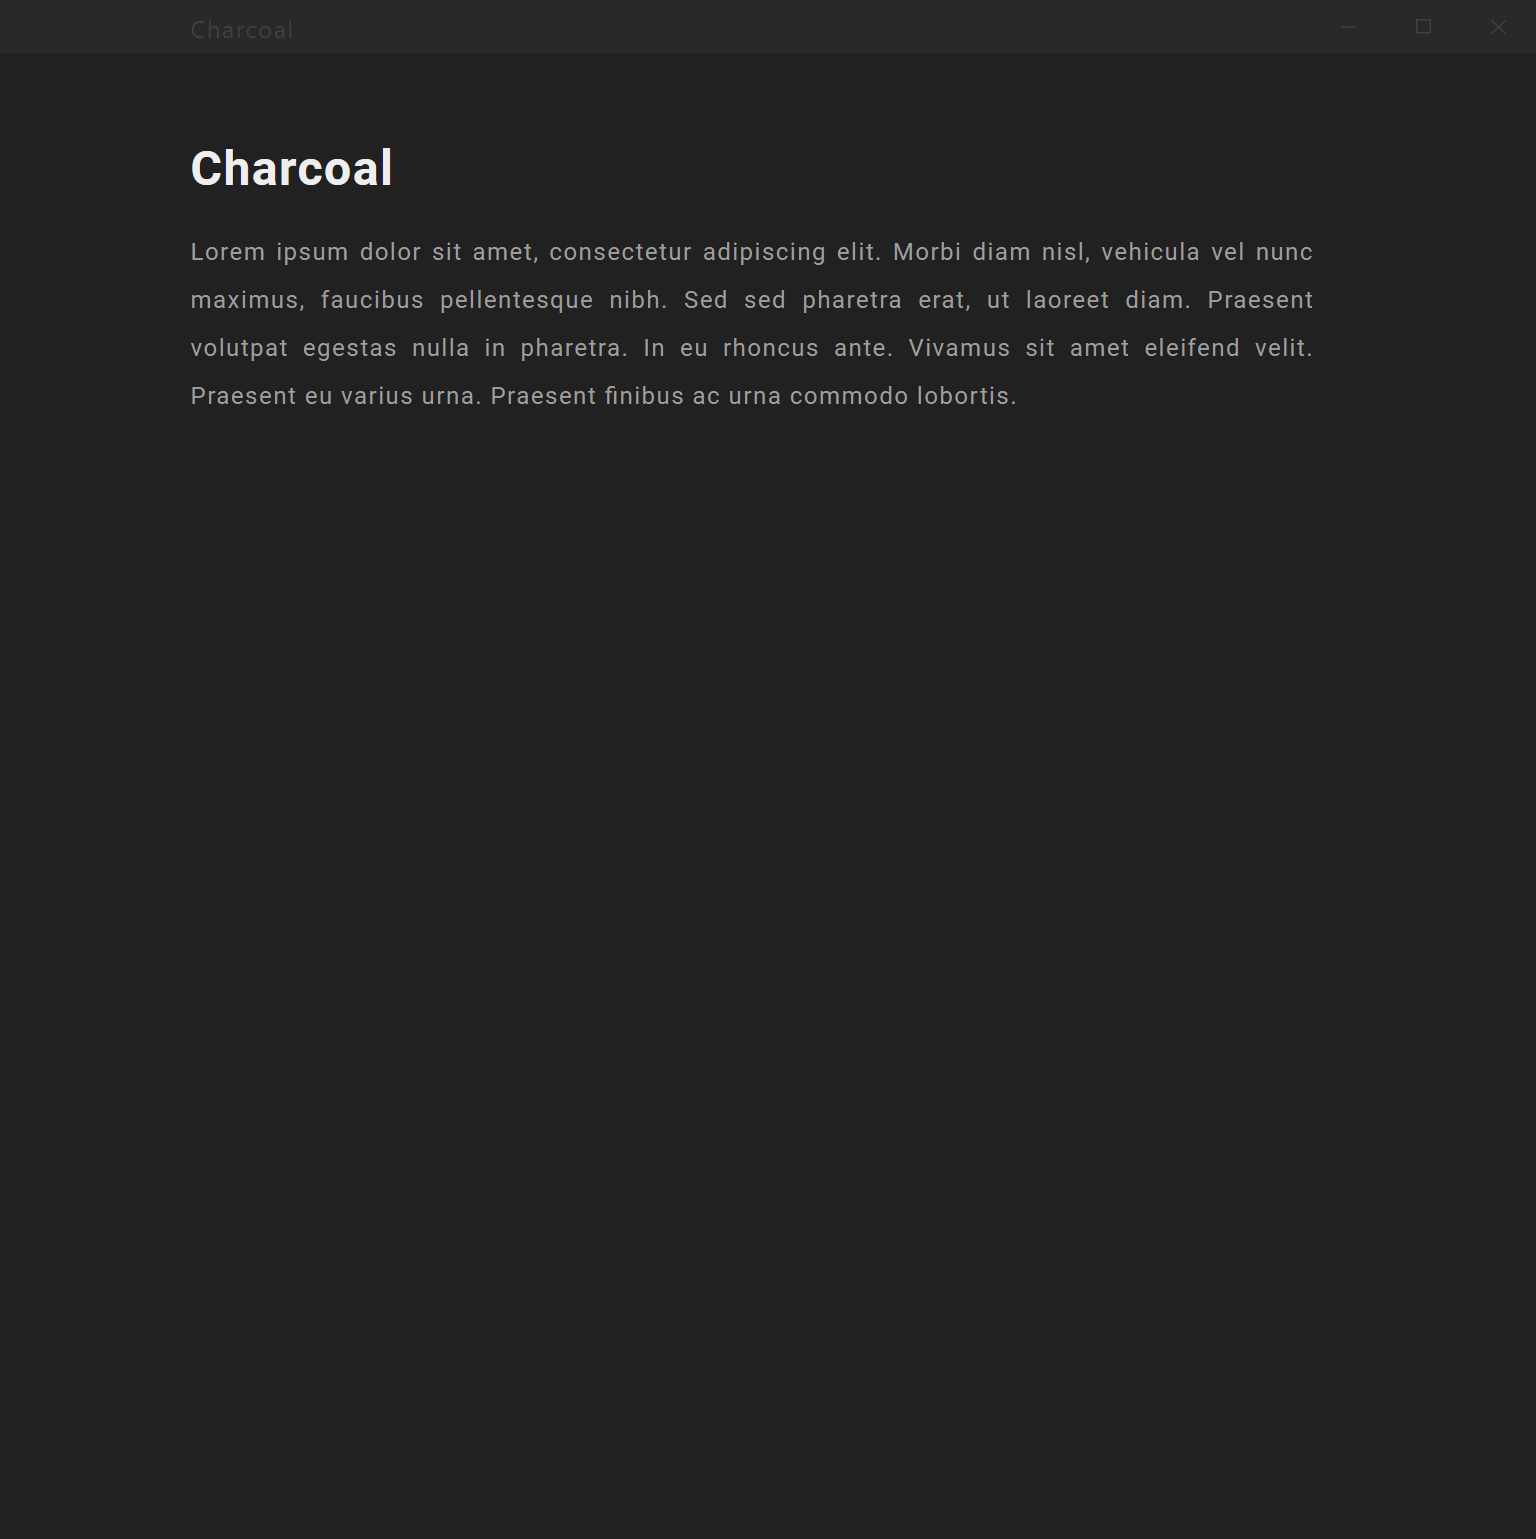 Charcoal
Charcoal
Lorem ipsum dolor sit amet, consectetur adipiscing elit. Morbi diam nisl, vehicula vel nunc
maximus, faucibus pellentesque nibh. Sed sed pharetra erat, ut laoreet diam. Praesent
volutpat egestas nulla in pharetra. In eu rhoncus ante. Vivamus sit amet eleifend velit.
Praesent eu varius urna. Praesent finibus ac urna commodo lobortis.